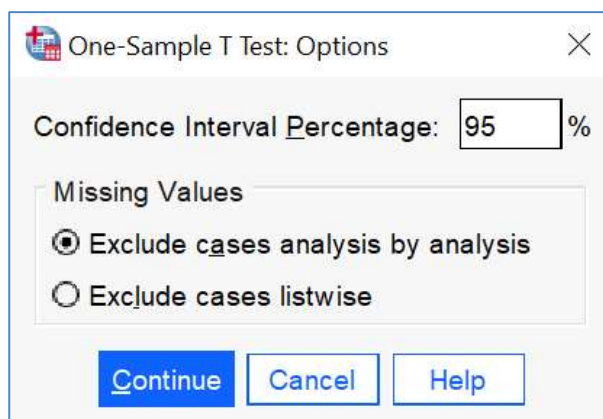 One-Sample T Test: Options
Confidence Interval Percentage: 95 %
Missing Values
Exclude cases analysis by analysis
Exclude cases listwise
Continue Cancel Help